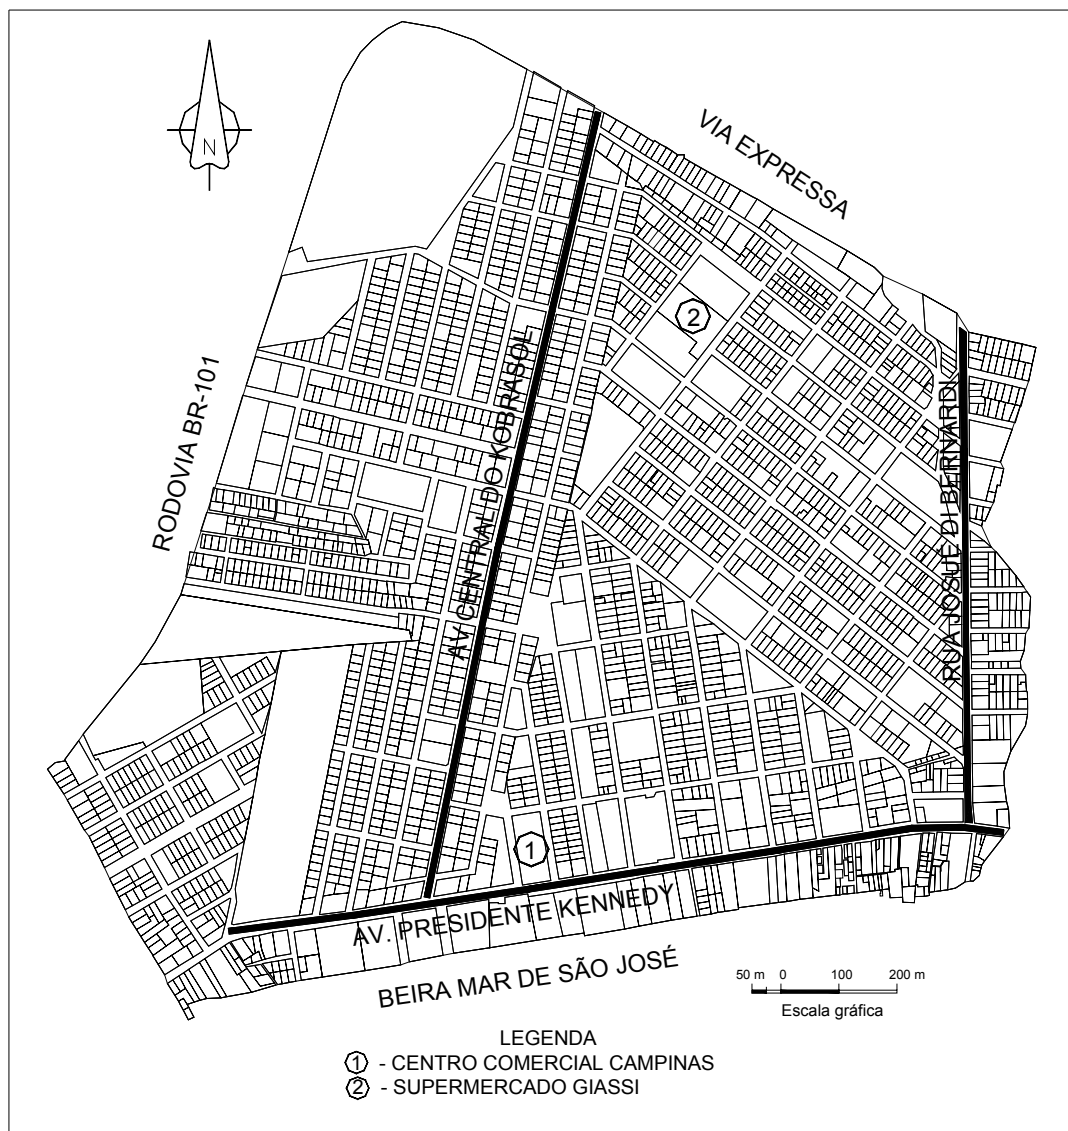 N
VIA EXPRESSA
2
RODOVIA BR-101
AV CENTRAL DO KOBRASOL
RUA JOSUÉ DI BERNARDI
1
AV. PRESIDENTE KENNEDY
BEIRA MAR DE SÃO JOSÉ
50 m 0 100 200 m
Escala gráfica
LEGENDA
1 - CENTRO COMERCIAL CAMPINAS
2 - SUPERMERCADO GIASSI